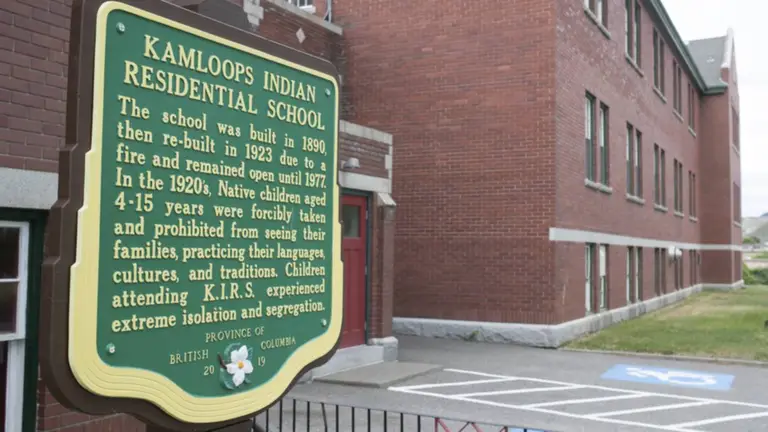 KAMLOOPS INDIAN
RESIDENTIAL SCHOOL
The school was built in 1890,
then re-built in 1923 due to a
fire and remained open until 1977.
In the 1920's, Native children aged
4-15 years were forcibly taken
and prohibited from seeing their
families, practicing their languages,
cultures, and traditions. Children
attending K.I.R.S. experienced
extreme isolation and segregation.
PROVINCE OF
BRITISH COLUMBIA
20 19